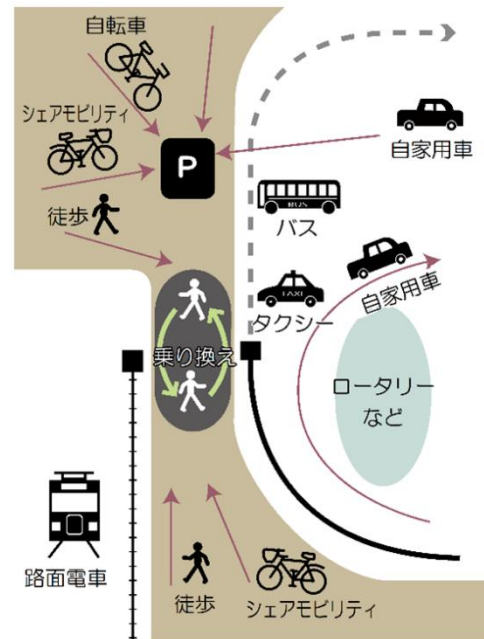 自転車
シェアモビリティ
徒歩
P
自家用車
BUS
バス
TAXI
タクシー
自家用車
乗り換え
ロータリー
など
路面電車
徒歩
シェアモビリティ